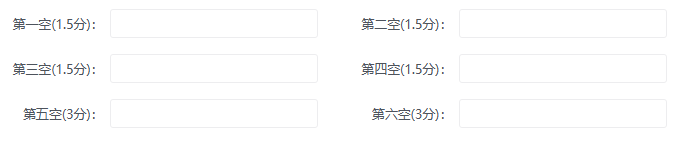 第一空(1.5分)： 第二空(1.5分)：
第三空(1.5分)： 第四空(1.5分)：
第五空(3分)： 第六空(3分)：